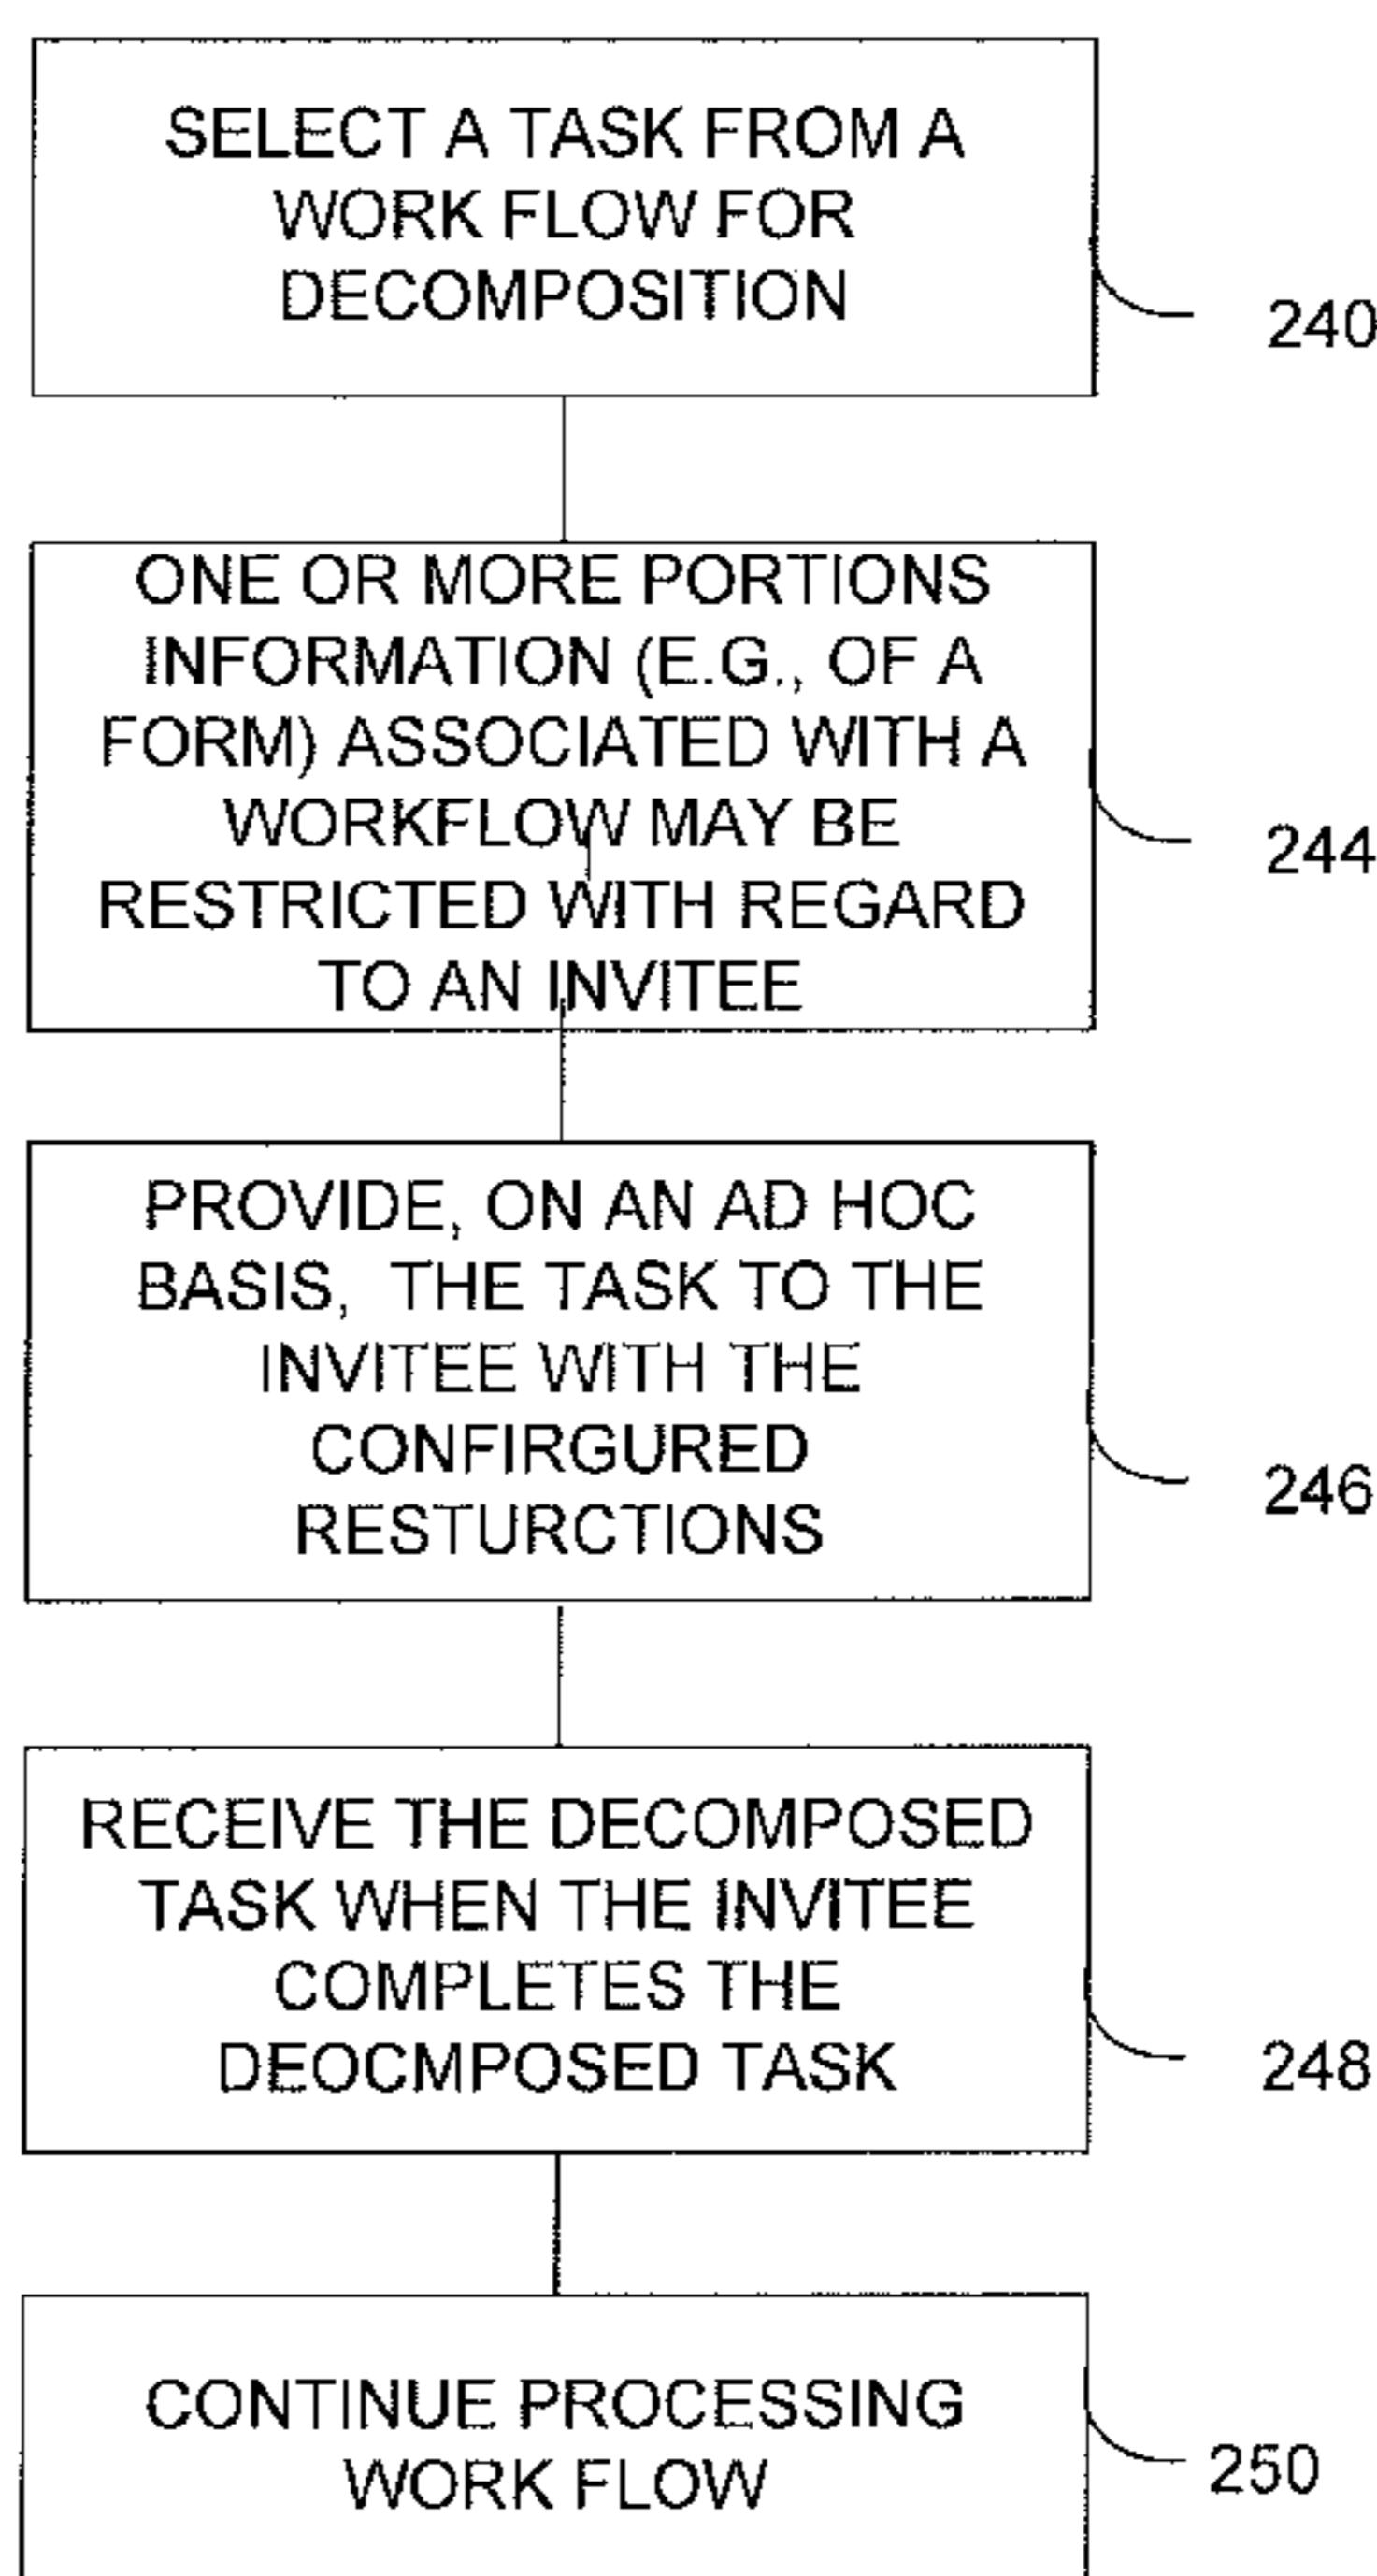 SELECT A TASK FROM A
WORK FLOW FOR
DECOMPOSITION
240
ONE OR MORE PORTIONS
INFORMATION (E.G., OF A
FORM) ASSOCIATED WITH A
WORKFLOW MAY BE
RESTRICTED WITH REGARD
TO AN INVITEE
244
PROVIDE, ON AN AD HOC
BASIS, THE TASK TO THE
INVITEE WITH THE
CONFIRGURED
RESTURCTIONS
246
RECEIVE THE DECOMPOSED
TASK WHEN THE INVITEE
COMPLETES THE
DEOCMPOSED TASK
248
CONTINUE PROCESSING
WORK FLOW
250